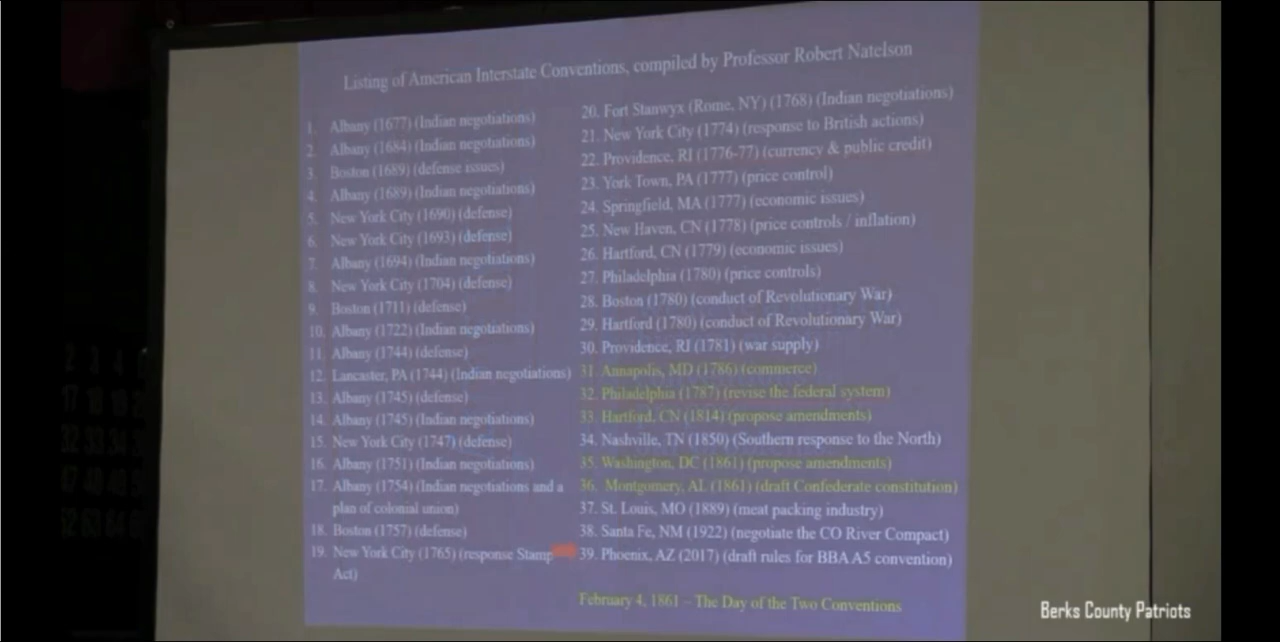 Listing of American Interstate Conventions, compiled by Professor Robert Natelson
1. Albany (1677) (Indian negotiations)
2. Albany (1684) (Indian negotiations)
3. Boston (1689) (defense issues)
4. Albany (1689) (Indian negotiations)
5. New York City (1690) (defense)
6. New York City (1693) (defense)
7. Albany (1694) (Indian negotiations)
8. New York City (1704) (defense)
9. Boston (1711) (defense)
10. Albany (1722) (Indian negotiations)
11. Albany (1744) (defense)
12. Lancaster, PA (1744) (Indian negotiations)
13. Albany (1745) (defense)
14. Albany (1745) (Indian negotiations)
15. New York City (1747) (defense)
16. Albany (1751) (Indian negotiations)
17. Albany (1754) (Indian negotiations and a
plan of colonial union)
18. Boston (1757) (defense)
19. New York City (1765) (response Stamp
Act)
20. Fort Stanwyx (Rome, NY) (1768) (Indian negotiations)
21. New York City (1774) (response to British actions)
22. Providence, RI (1776-77) (currency & public credit)
23. York Town, PA (1777) (price control)
24. Springfield, MA (1777) (economic issues)
25. New Haven, CN (1778) (price controls / inflation)
26. Hartford, CN (1779) (economic issues)
27. Philadelphia (1780) (price controls)
28. Boston (1780) (conduct of Revolutionary War)
29. Hartford (1780) (conduct of Revolutionary War)
30. Providence, RI (1781) (war supply)
31. Annapolis, MD (1786) (commerce)
32. Philadelphia (1787) (revise the federal system)
33. Hartford, CN (1814) (propose amendments)
34. Nashville, TN (1850) (Southern response to the North)
35. Washington, DC (1861) (propose amendments)
36. Montgomery, AL (1861) (draft Confederate constitution)
37. St. Louis, MO (1889) (meat packing industry)
38. Santa Fe, NM (1922) (negotiate the CO River Compact)
39. Phoenix, AZ (2017) (draft rules for BBA A5 convention)
February 4, 1861 – The Day of the Two Conventions
Berks County Patriots